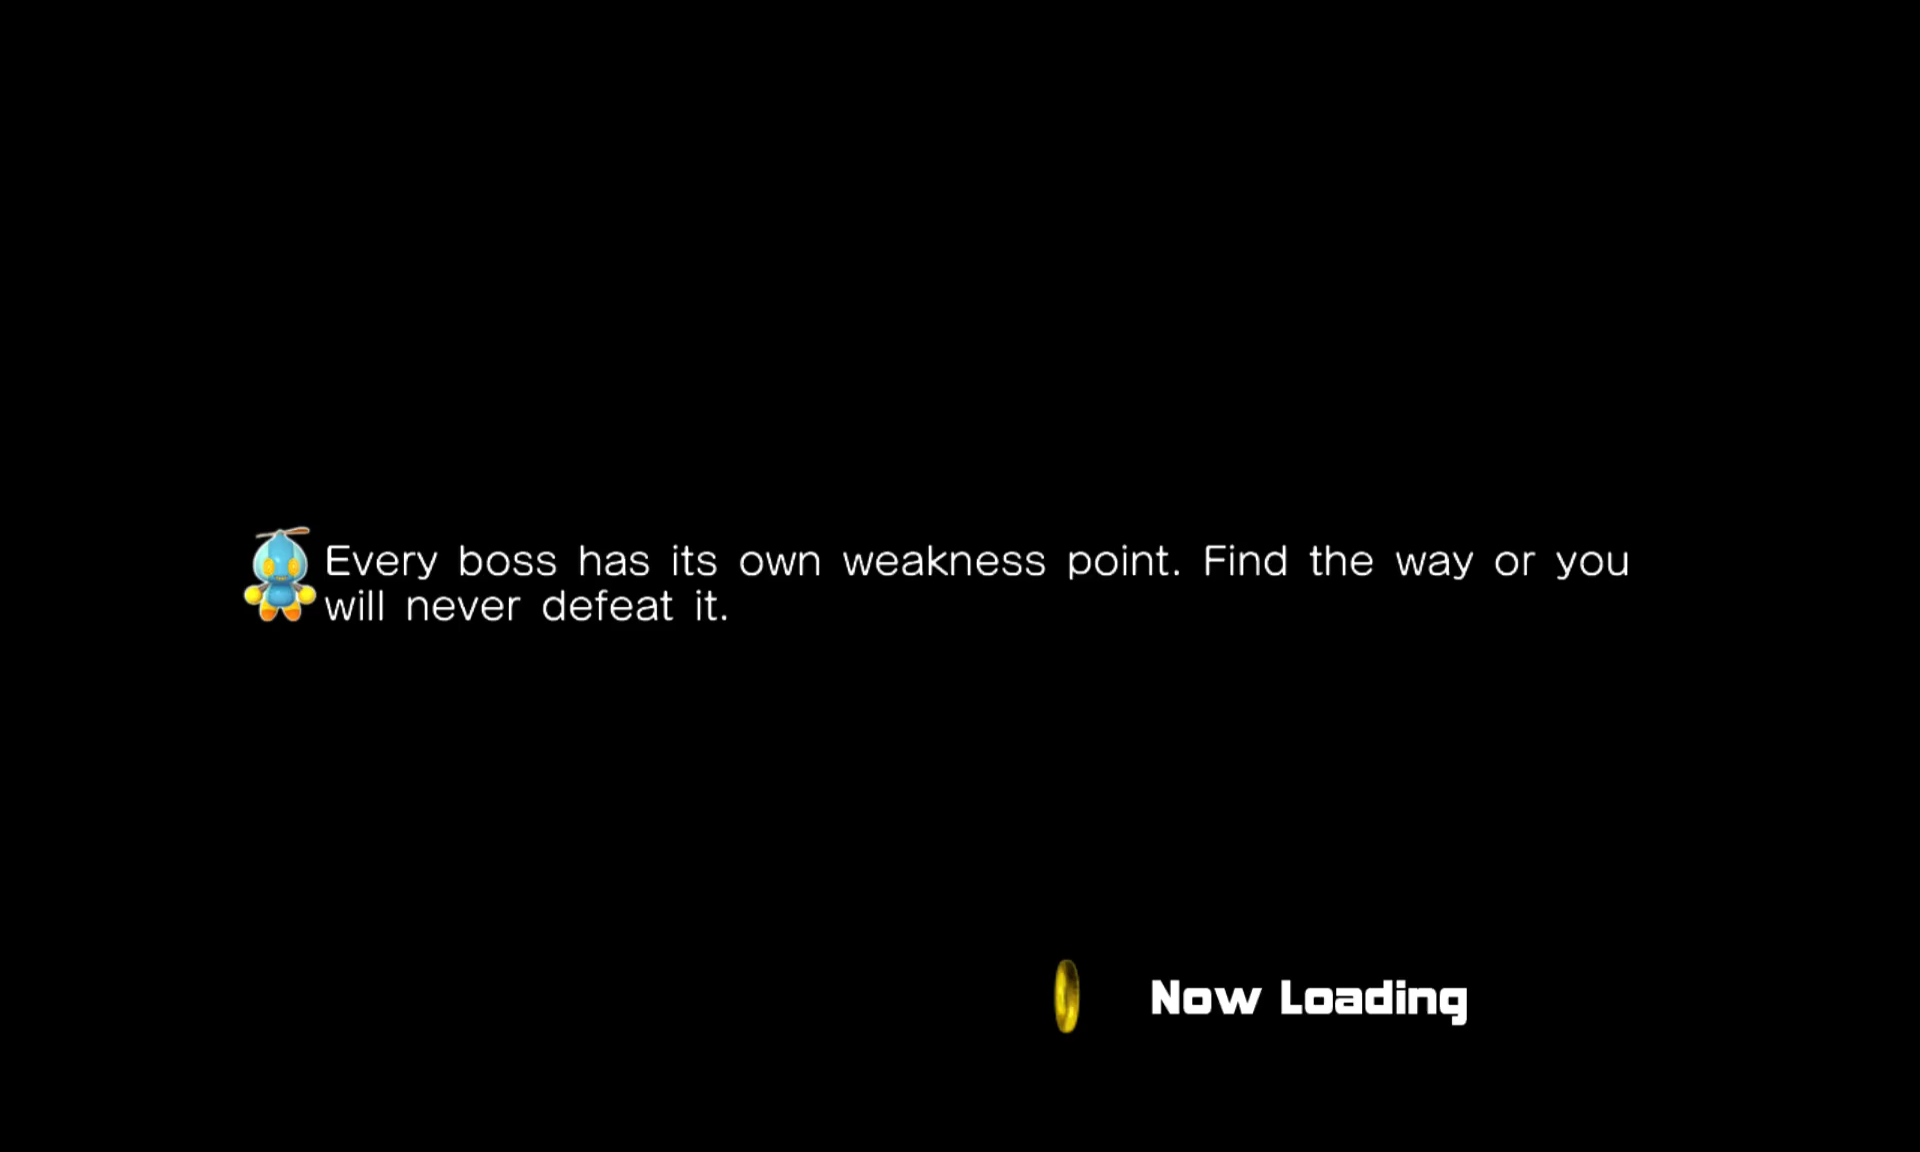 Every boss has its own weakness point. Find the way or you
will never defeat it.
Now Loading